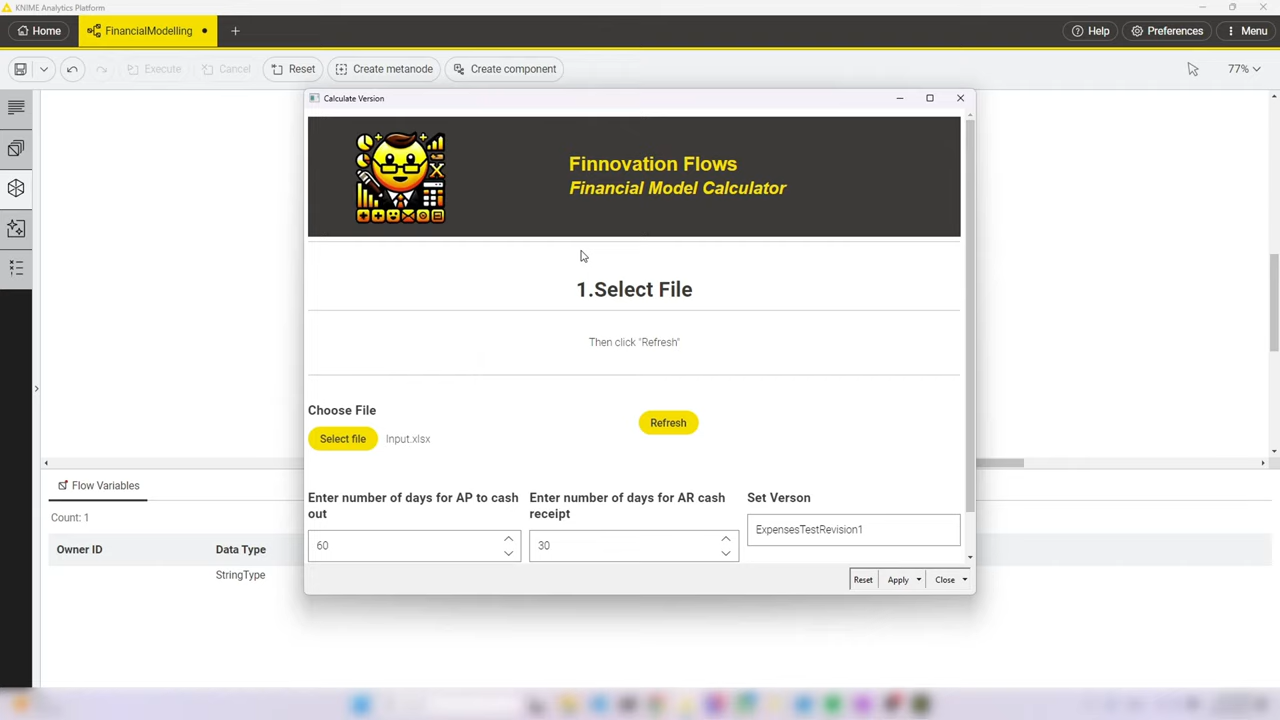 KNIME Analytics Platform
Home
FinancialModelling
Help
Preferences
Menu
Execute
Cancel
Reset
Create metanode
Create component
77%
Calculate Version
Finnovation Flows
Financial Model Calculator
1.Select File
Then click "Refresh"
Choose File
Select file
Input.xlsx
Refresh
Enter number of days for AP to cash
out
60
Enter number of days for AR cash
receipt
30
Set Verson
ExpensesTestRevision1
Reset
Apply
Close
Flow Variables
Count: 1
Owner ID
Data Type
StringType